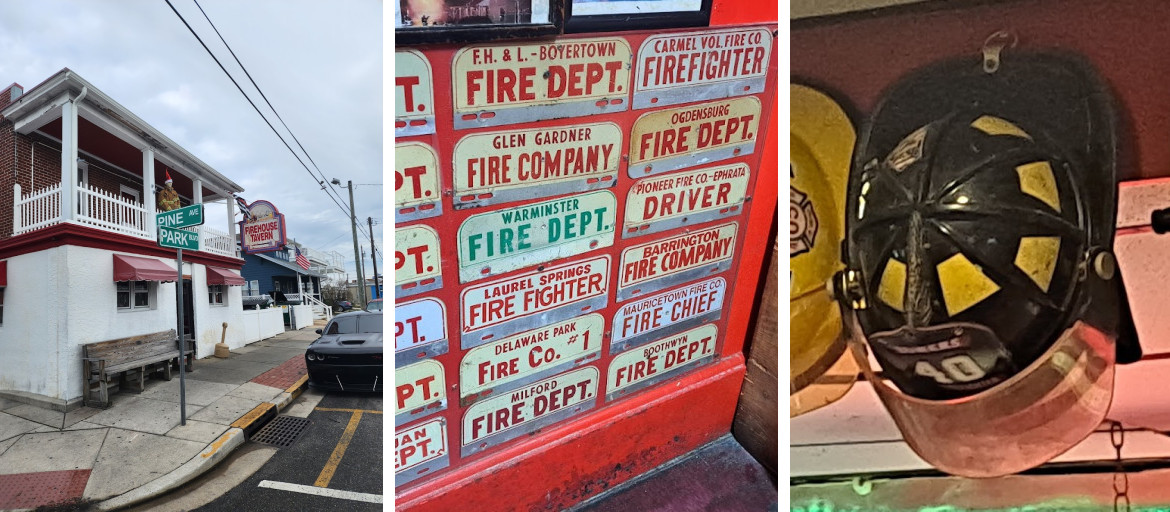 PINE AVE
PARK BLVD
FIREHOUSE
TAVERN
T.
PT.
PT.
PT.
PT.
EPT.
F.H. & L.-BOYERTOWN
FIRE DEPT.
GLEN GARDNER
FIRE COMPANY
WARMINSTER
FIRE DEPT.
LAUREL SPRINGS
FIRE FIGHTER
DELAWARE PARK
FIRE Co. #1
MILFORD
FIRE DEPT.
CARMEL VOL. FIRE CO.
FIREFIGHTER
OGDENSBURG
FIRE DEPT.
PIONEER FIRE CO.-EPHRATA
DRIVER
BARRINGTON
FIRE COMPANY
MAURICETOWN FIRE CO.
FIRE CHIEF
BOOTHWYN
FIRE DEPT.
40